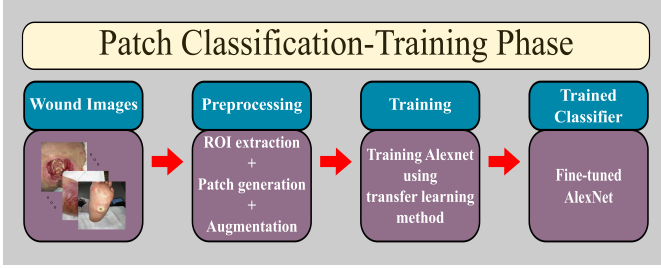 Patch Classification-Training Phase
Wound Images
Preprocessing
ROI extraction
+
Patch generation
+
Augmentation
Training
Training Alexnet
using
transfer learning
method
Trained
Classifier
Fine-tuned
AlexNet